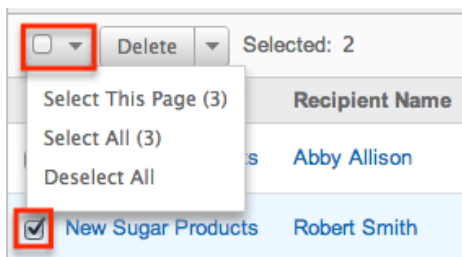 Delete Selected: 2
Select This Page (3)
Recipient Name
Select All (3)
s Abby Allison
Deselect All
New Sugar Products Robert Smith